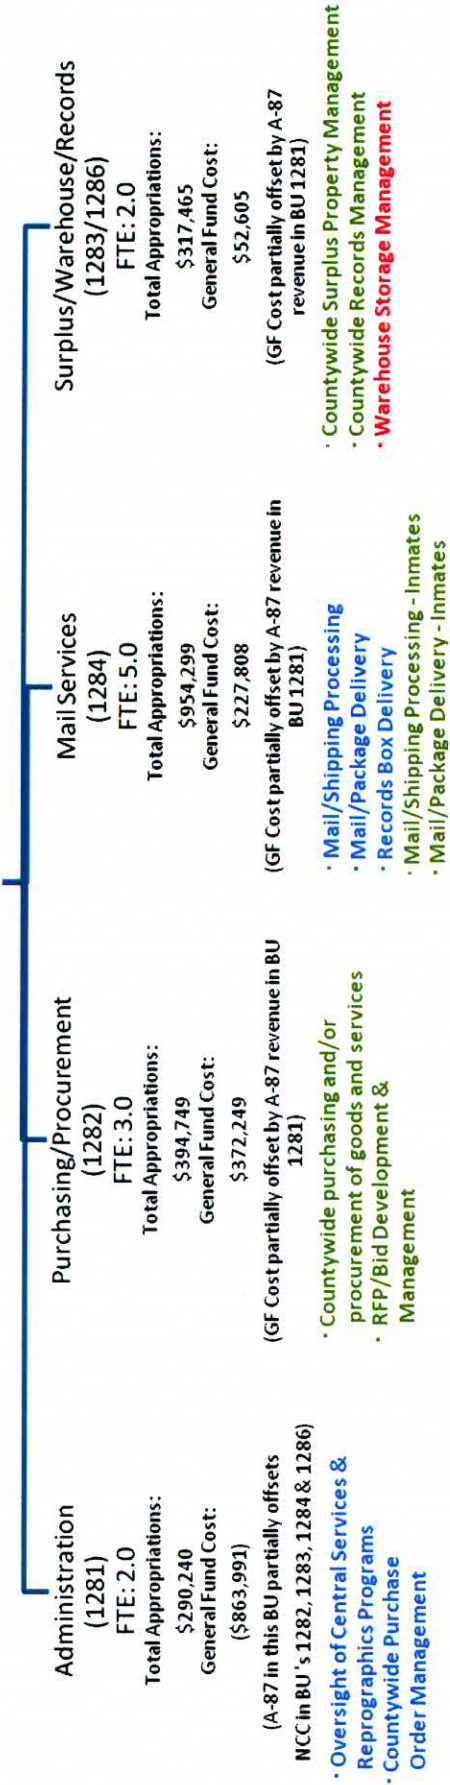 Administration
(1281)
FTE: 2.0
Total Appropriations:
$290,240
General Fund Cost:
($863,991)
(A-87 in this BU partially offsets
NCC in BU 's 1282, 1283, 1284 & 1286)
· Oversight of Central Services &
Reprographics Programs
· Countywide Purchase
Order Management
Purchasing/Procurement
(1282)
FTE: 3.0
Total Appropriations:
$394,749
General Fund Cost:
$372,249
(GF Cost partially offset by A-87 revenue in BU
1281)
· Countywide purchasing and/or
procurement of goods and services
· RFP/Bid Development &
Management
Mail Services
(1284)
FTE: 5.0
Total Appropriations:
$954,299
General Fund Cost:
$227,808
(GF Cost partially offset by A-87 revenue in
BU 1281)
· Mail/Shipping Processing
· Mail/Package Delivery
· Records Box Delivery
· Mail/Shipping Processing - Inmates
· Mail/Package Delivery - Inmates
Surplus/Warehouse/Records
(1283/1286)
FTE: 2.0
Total Appropriations:
$317,465
General Fund Cost:
$52,605
(GF Cost partially offset by A-87
revenue in BU 1281)
· Countywide Surplus Property Management
· Countywide Records Management
· Warehouse Storage Management